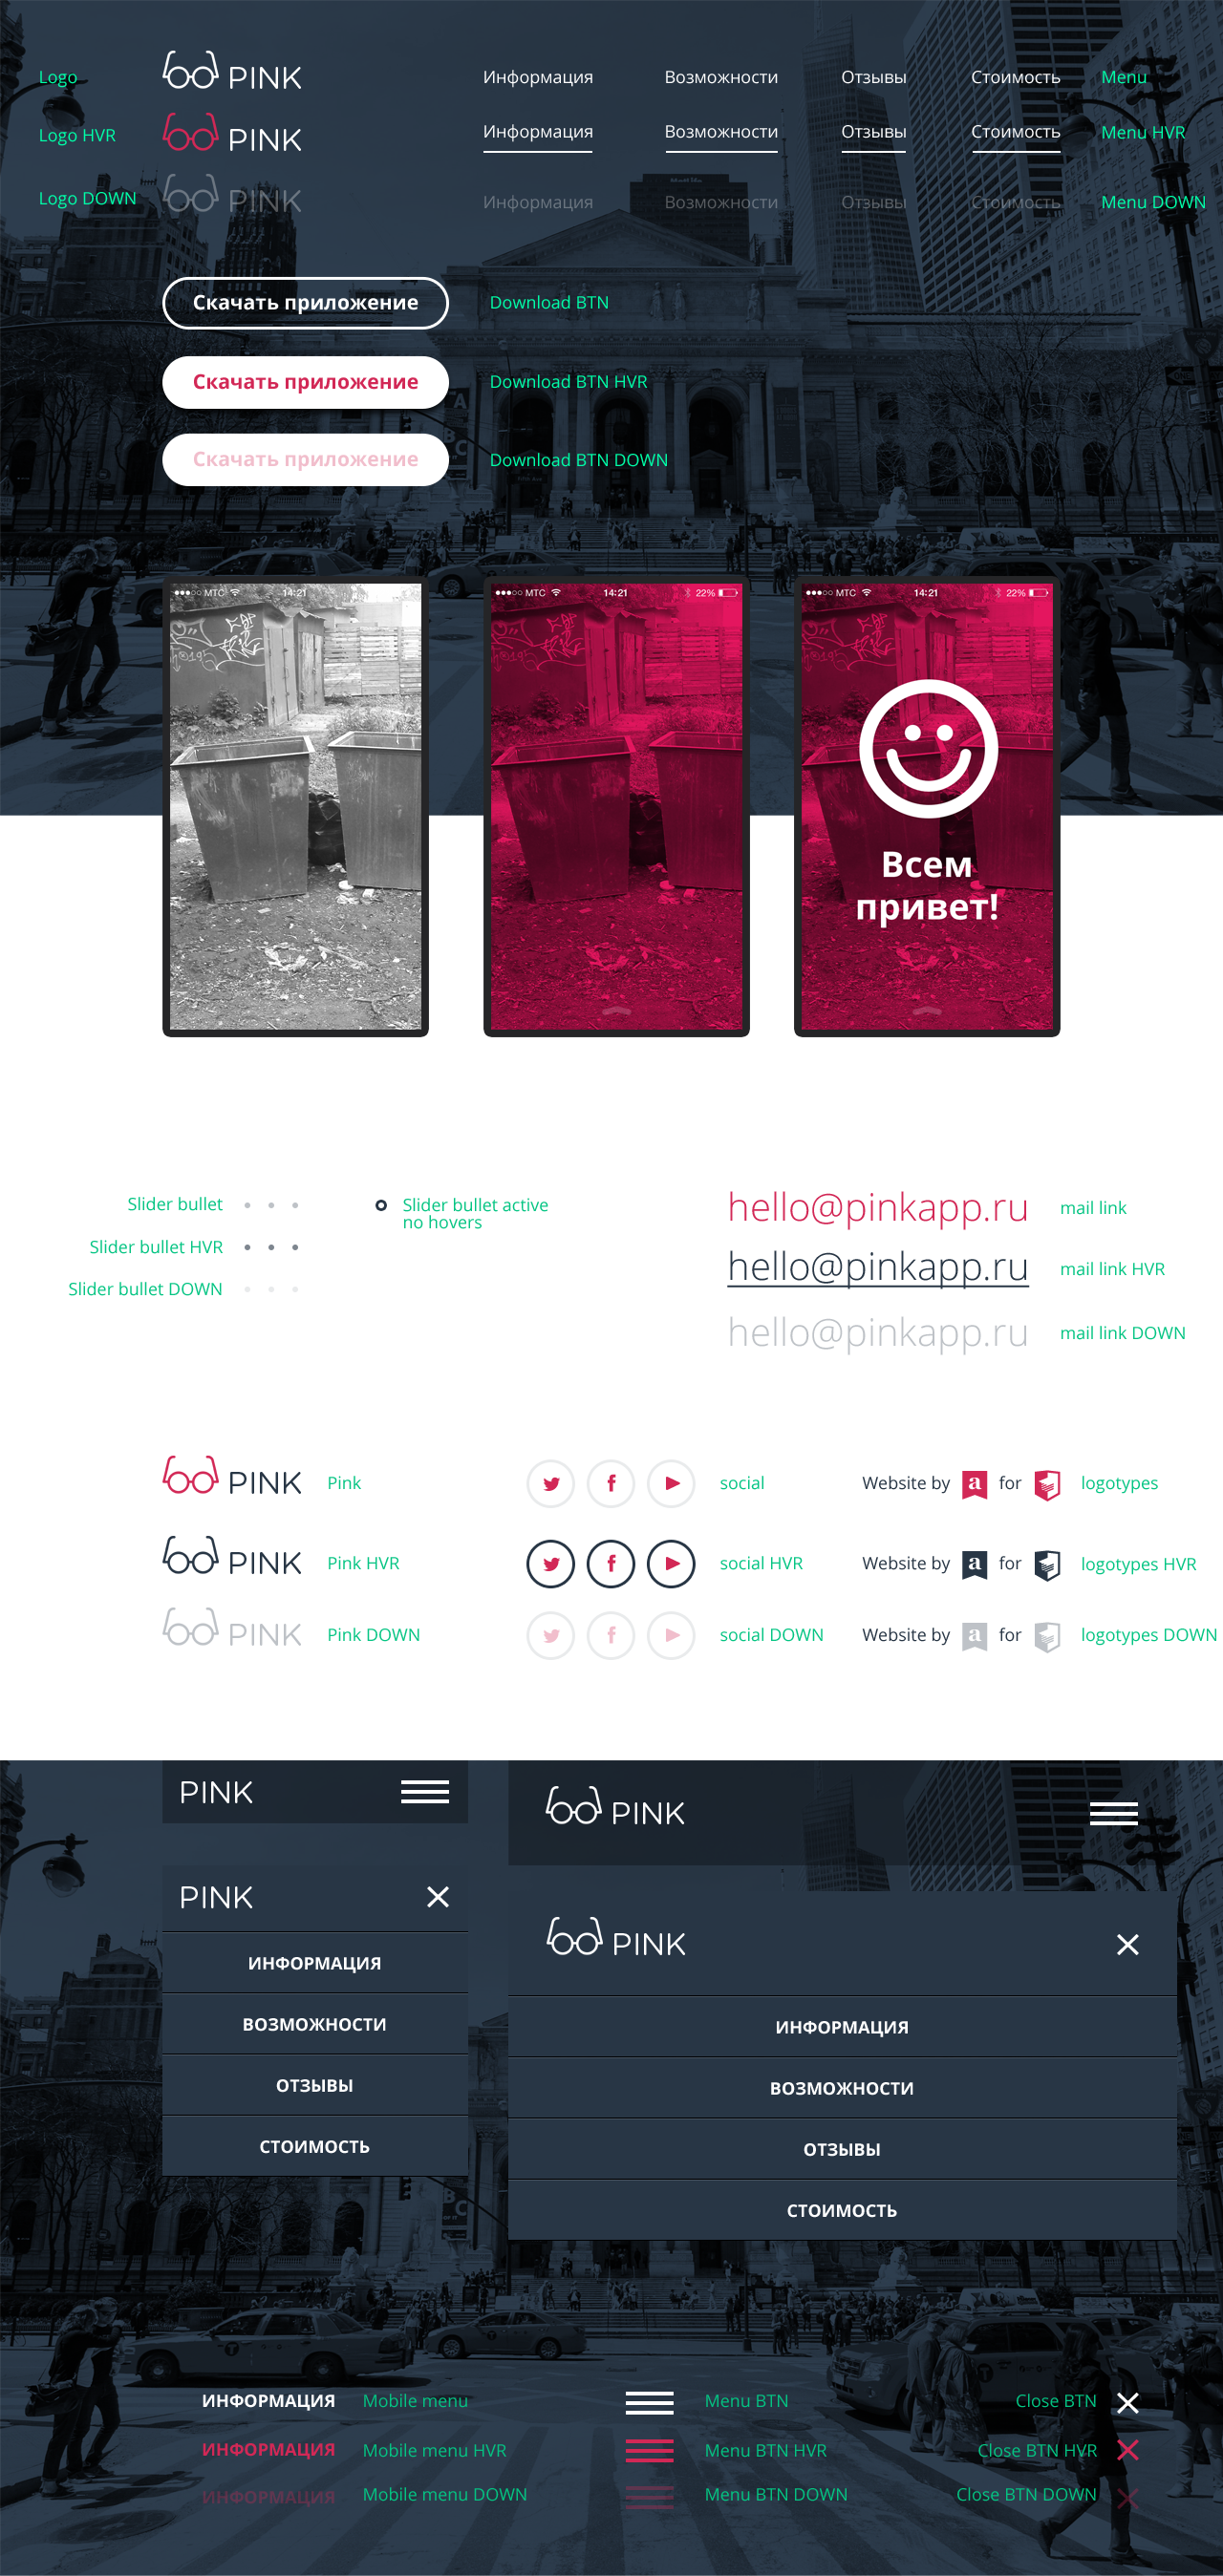 Logo
PINK
Информация
Возможности
Отзывы
Стоимость
Menu
Logo HVR
PINK
Информация
Возможности
Отзывы
Стоимость
Menu HVR
Logo DOWN
PINK
Информация
Возможности
Отзывы
Стоимость
Menu DOWN
Скачать приложение
Download BTN
Скачать приложение
Download BTN HVR
Скачать приложение
Download BTN DOWN
МТС 14:21
МТС 14:21 22%
МТС 14:21 22%
Всем
привет!
Slider bullet
Slider bullet active
no hovers
hello@pinkapp.ru
mail link
Slider bullet HVR
hello@pinkapp.ru
mail link HVR
Slider bullet DOWN
hello@pinkapp.ru
mail link DOWN
PINK
Pink
social
Website by a for
logotypes
PINK
Pink HVR
social HVR
Website by a for
logotypes HVR
PINK
Pink DOWN
social DOWN
Website by a for
logotypes DOWN
PINK
PINK
PINK
ИНФОРМАЦИЯ
ВОЗМОЖНОСТИ
ОТЗЫВЫ
СТОИМОСТЬ
PINK
ИНФОРМАЦИЯ
ВОЗМОЖНОСТИ
ОТЗЫВЫ
СТОИМОСТЬ
ИНФОРМАЦИЯ
Mobile menu
Menu BTN
Close BTN
ИНФОРМАЦИЯ
Mobile menu HVR
Menu BTN HVR
Close BTN HVR
ИНФОРМАЦИЯ
Mobile menu DOWN
Menu BTN DOWN
Close BTN DOWN